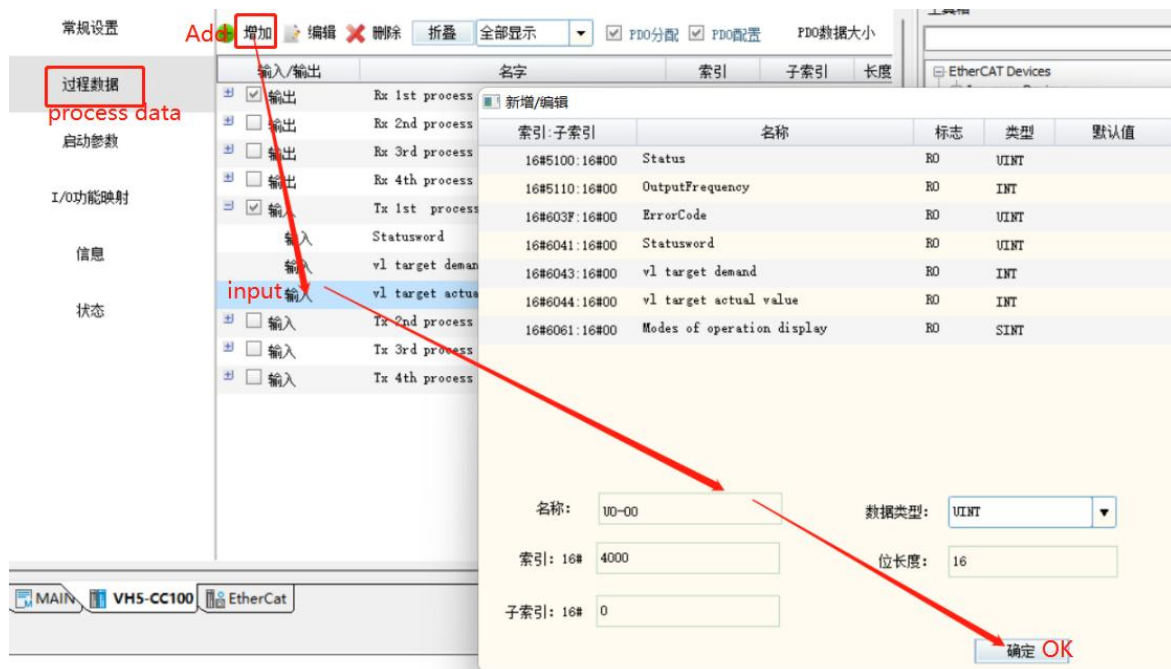 常规设置
过程数据
process data
启动参数
I/O功能映射
信息
状态
Add 增加 编辑 删除 折叠 全部显示 PDO分配 PDO配置 PDO数据大小
输入/输出 名字 索引 子索引 长度
输出 Rx 1st process
输出 Rx 2nd process
输出 Rx 3rd process
输出 Rx 4th process
输入 Tx 1st process
输入 Statusword
输入 vl target deman
input 输入 vl target actua
输入 Tx 2nd process
输入 Tx 3rd process
输入 Tx 4th process
EtherCAT Devices
新增/编辑
索引:子索引 名称 标志 类型 默认值
16#5100:16#00 Status RO UINT
16#5110:16#00 OutputFrequency RO INT
16#603F:16#00 ErrorCode RO UINT
16#6041:16#00 Statusword RO UINT
16#6043:16#00 vl target demand RO INT
16#6044:16#00 vl target actual value RO INT
16#6061:16#00 Modes of operation display RO SINT
名称: U0-00 数据类型: UINT
索引: 16# 4000 位长度: 16
子索引: 16# 0
确定 OK
MAIN VH5-CC100 EtherCat